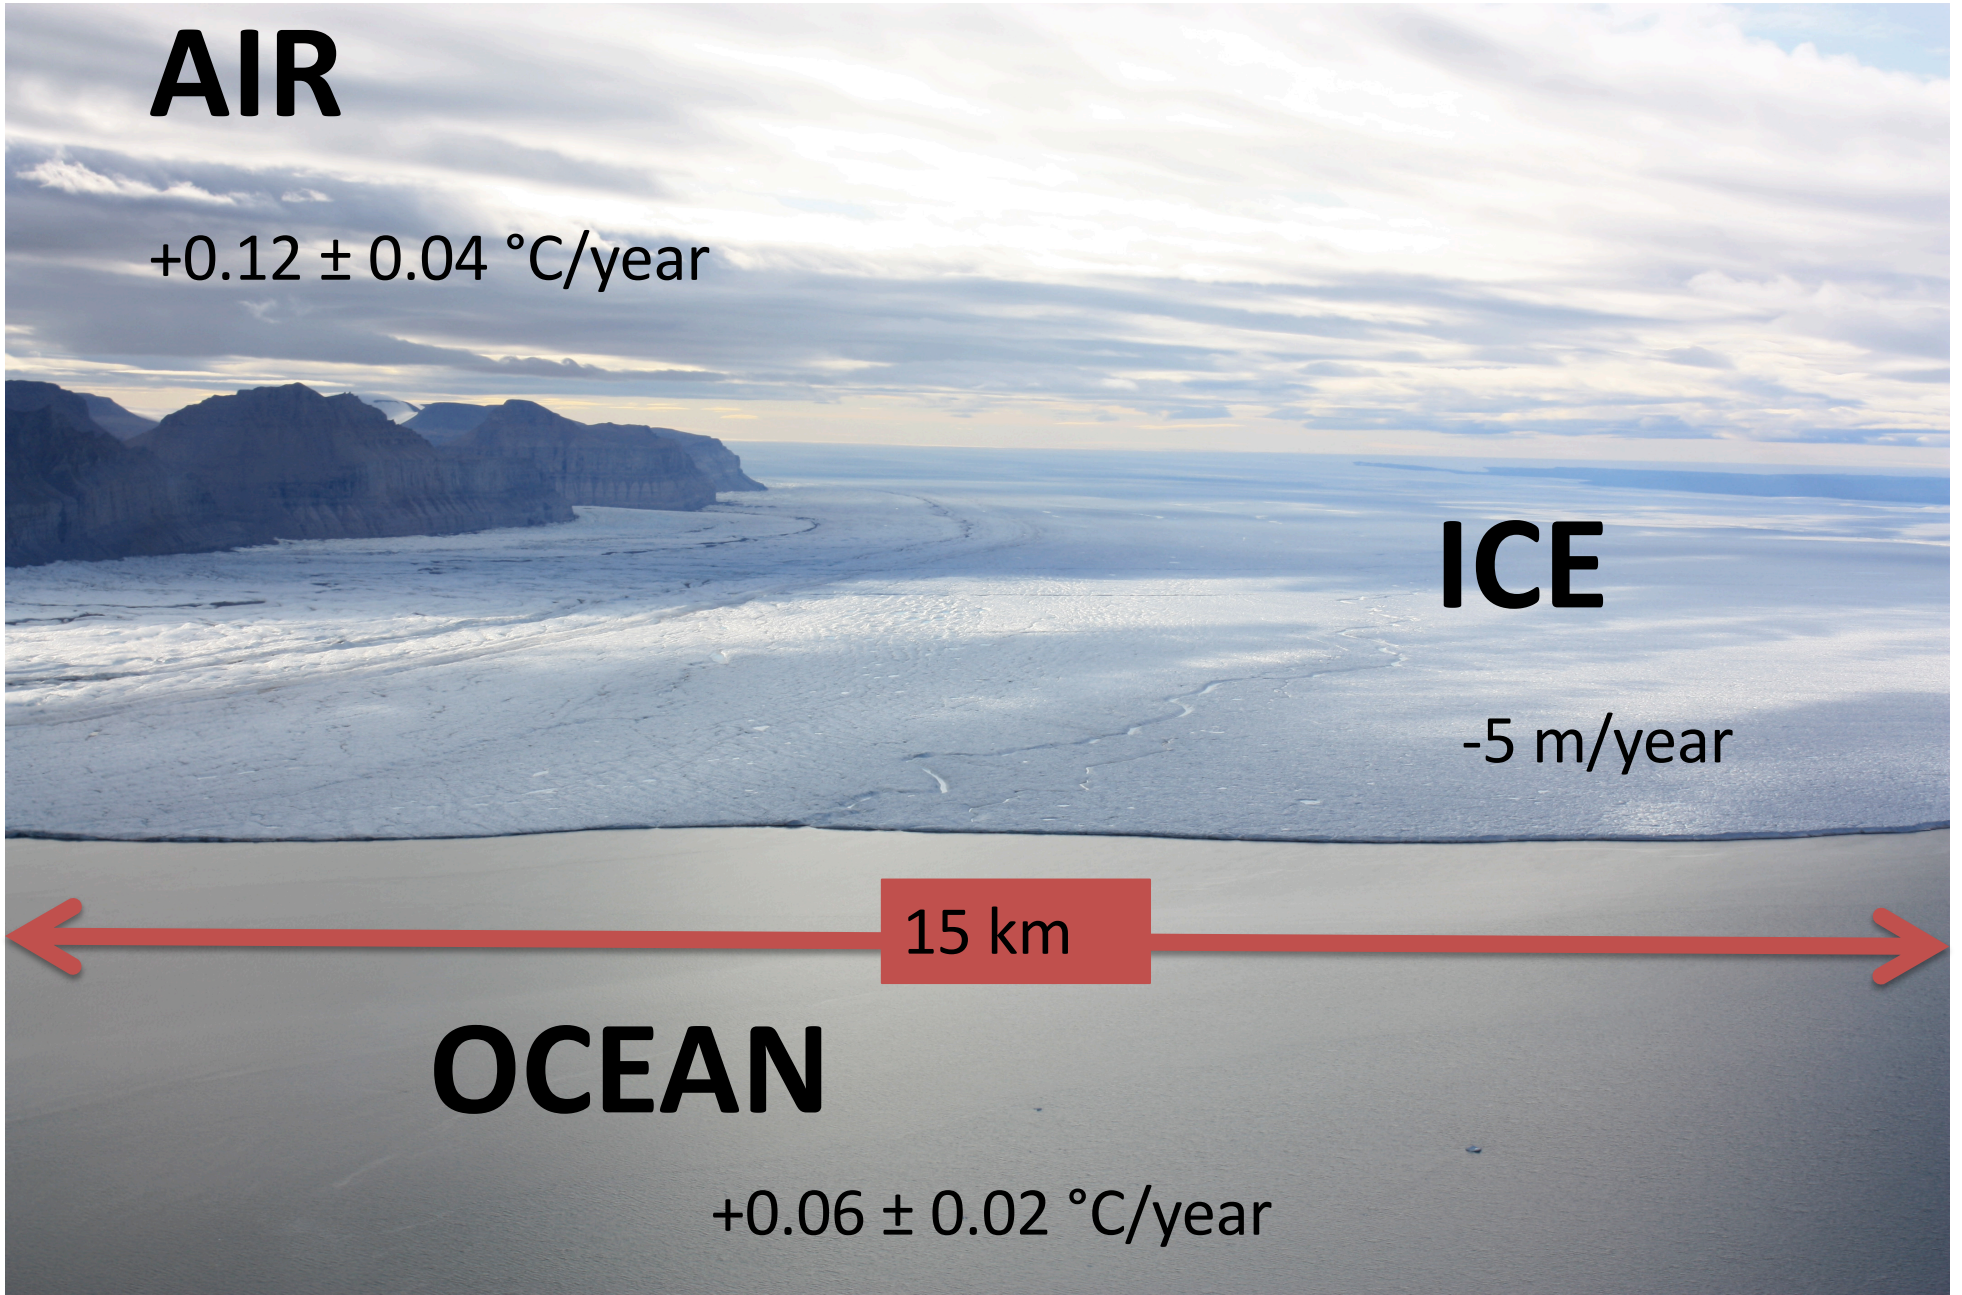 AIR
+0.12 ± 0.04 °C/year
ICE
-5 m/year
15 km
OCEAN
+0.06 ± 0.02 °C/year